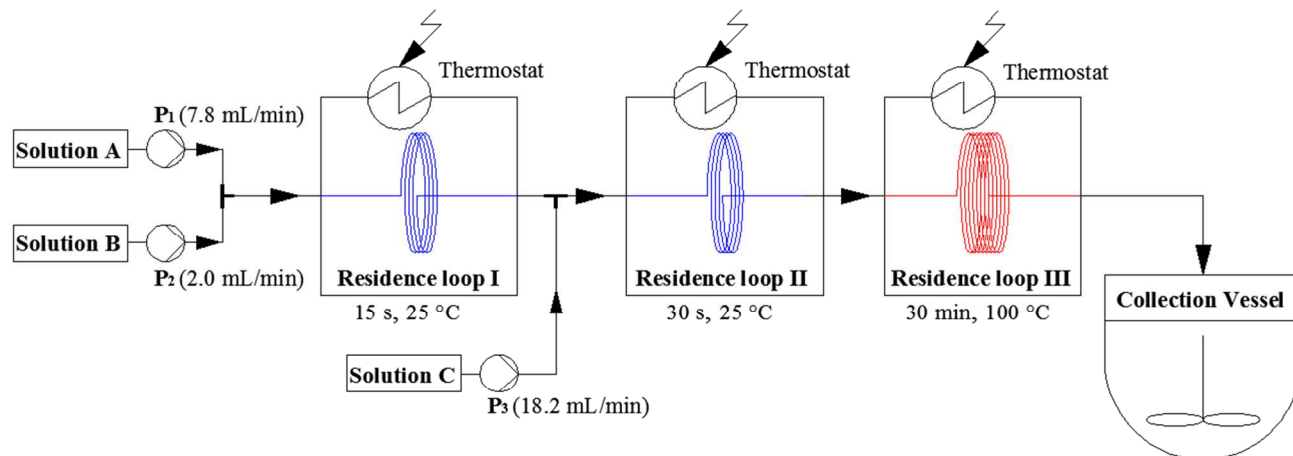 Thermostat
Thermostat
Thermostat
P1 (7.8 mL/min)
Solution A
Solution B
P2 (2.0 mL/min)
Residence loop I
15 s, 25 °C
Residence loop II
30 s, 25 °C
Residence loop III
30 min, 100 °C
Collection Vessel
Solution C
P3 (18.2 mL/min)